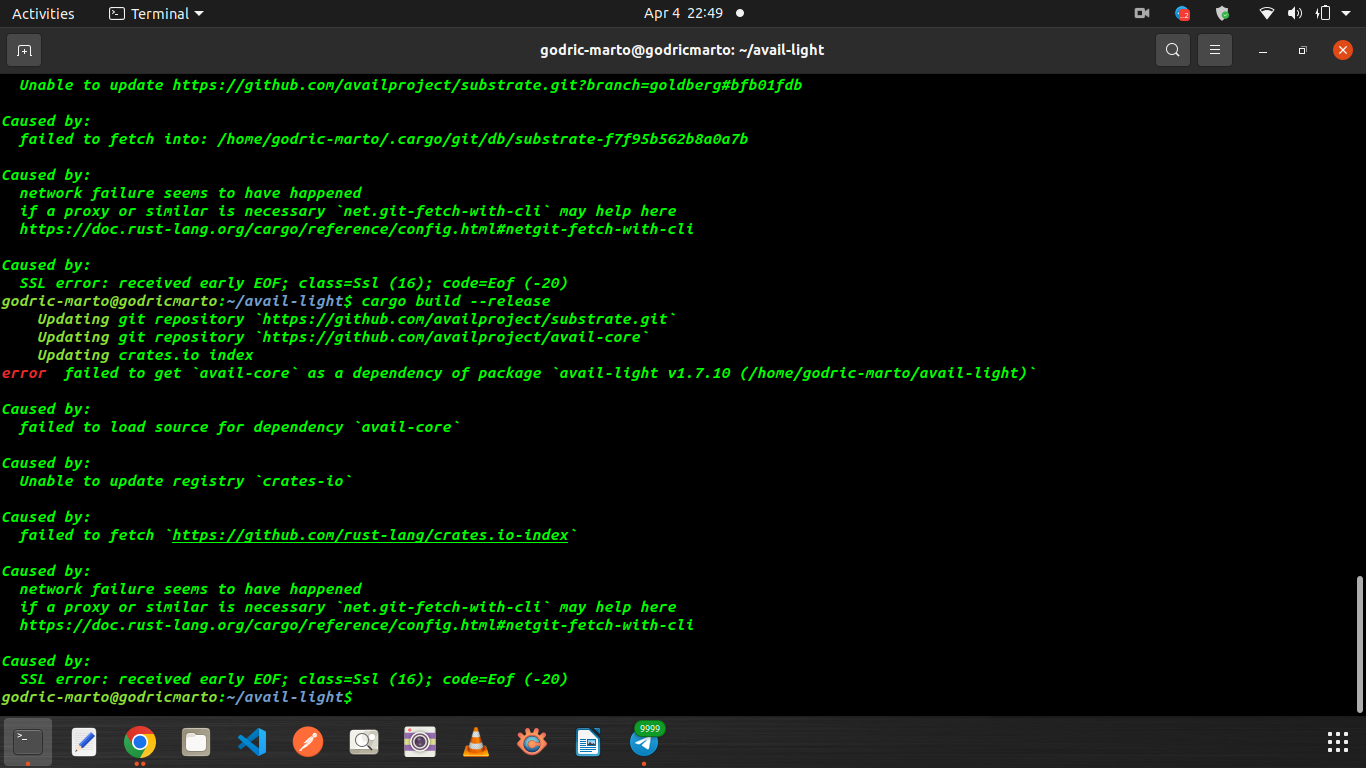 Activities
Terminal
Apr 4 22:49
godric-marto@godricmarto: ~/avail-light
Unable to update https://github.com/availproject/substrate.git?branch=goldberg#bfb01fdb
Caused by:
failed to fetch into: /home/godric-marto/.cargo/git/db/substrate-f7f95b562b8a0a7b
Caused by:
network failure seems to have happened
if a proxy or similar is necessary `net.git-fetch-with-cli` may help here
https://doc.rust-lang.org/cargo/reference/config.html#netgit-fetch-with-cli
Caused by:
SSL error: received early EOF; class=Ssl (16); code=Eof (-20)
godric-marto@godricmarto:~/avail-light$ cargo build --release
Updating git repository `https://github.com/availproject/substrate.git`
Updating git repository `https://github.com/availproject/avail-core`
Updating crates.io index
error failed to get `avail-core` as a dependency of package `avail-light v1.7.10 (/home/godric-marto/avail-light)`
Caused by:
failed to load source for dependency `avail-core`
Caused by:
Unable to update registry `crates-io`
Caused by:
failed to fetch `https://github.com/rust-lang/crates.io-index`
Caused by:
network failure seems to have happened
if a proxy or similar is necessary `net.git-fetch-with-cli` may help here
https://doc.rust-lang.org/cargo/reference/config.html#netgit-fetch-with-cli
Caused by:
SSL error: received early EOF; class=Ssl (16); code=Eof (-20)
godric-marto@godricmarto:~/avail-light$
9999